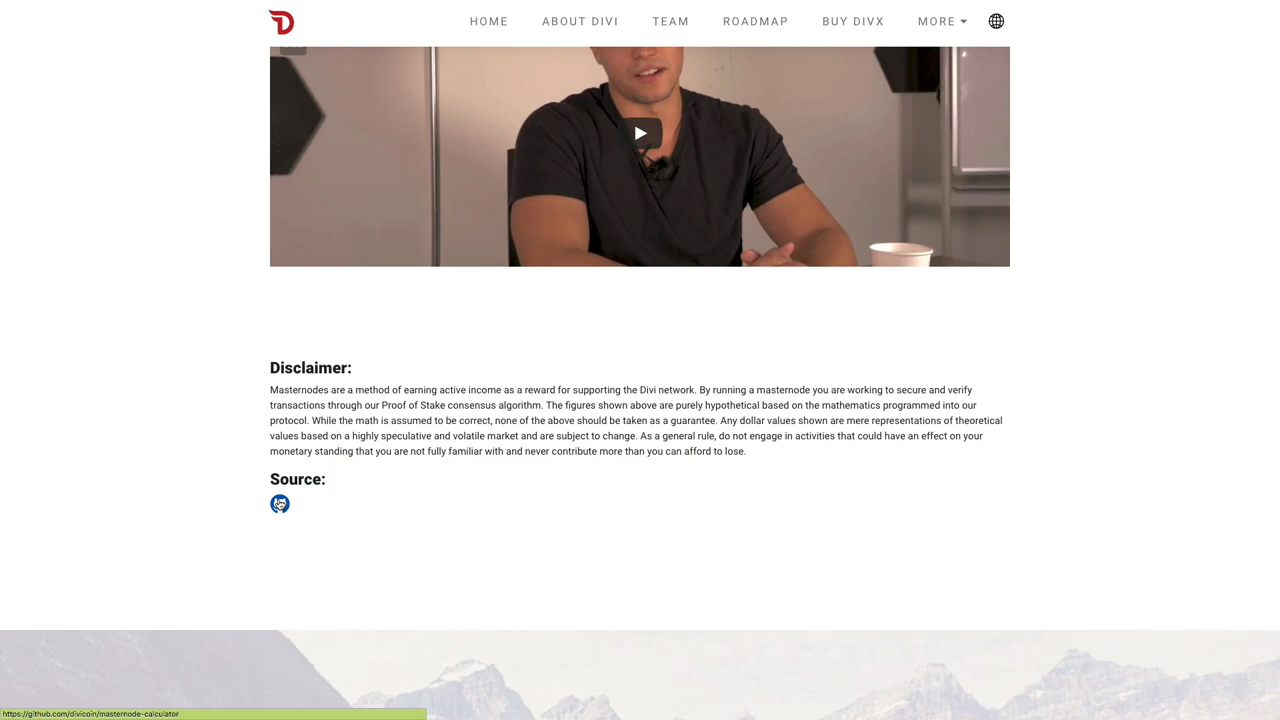 HOME ABOUT DIVI TEAM ROADMAP BUY DIVX MORE
Disclaimer:
Masternodes are a method of earning active income as a reward for supporting the Divi network. By running a masternode you are working to secure and verify
transactions through our Proof of Stake consensus algorithm. The figures shown above are purely hypothetical based on the mathematics programmed into our
protocol. While the math is assumed to be correct, none of the above should be taken as a guarantee. Any dollar values shown are mere representations of theoretical
values based on a highly speculative and volatile market and are subject to change. As a general rule, do not engage in activities that could have an effect on your
monetary standing that you are not fully familiar with and never contribute more than you can afford to lose.
Source:
https://github.com/divicoin/masternode-calculator